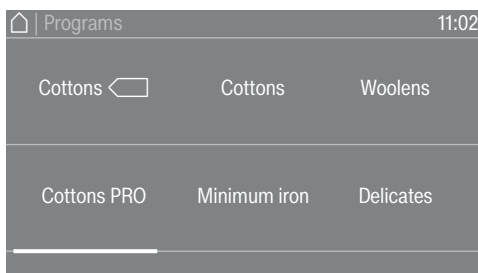 Programs 11:02
Cottons Cottons Woolens
Cottons PRO Minimum iron Delicates